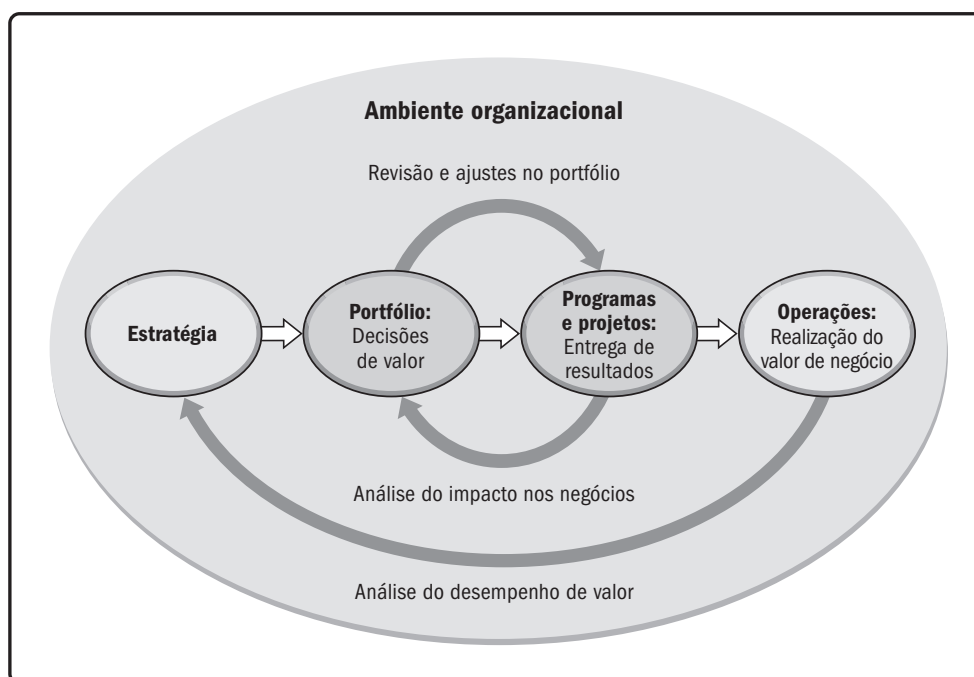 Ambiente organizacional
Revisão e ajustes no portfólio
Estratégia
Portfólio:
Decisões
de valor
Programas
e projetos:
Entrega de
resultados
Operações:
Realização do
valor de negócio
Análise do impacto nos negócios
Análise do desempenho de valor